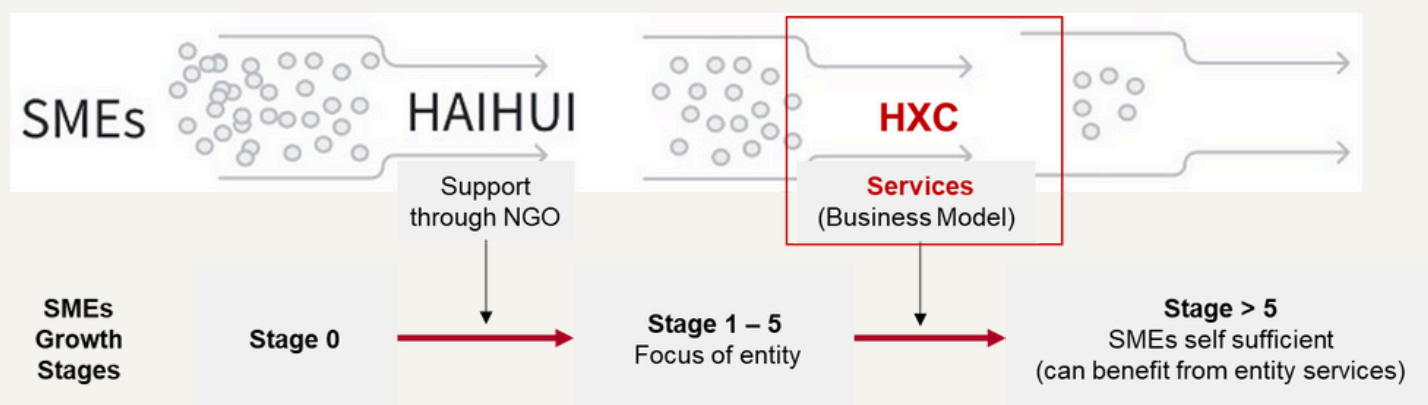 SMEs
HAIHUI
HXC
Support
through NGO
Services
(Business Model)
SMEs
Growth
Stages
Stage 0
Stage 1 – 5
Focus of entity
Stage > 5
SMEs self sufficient
(can benefit from entity services)